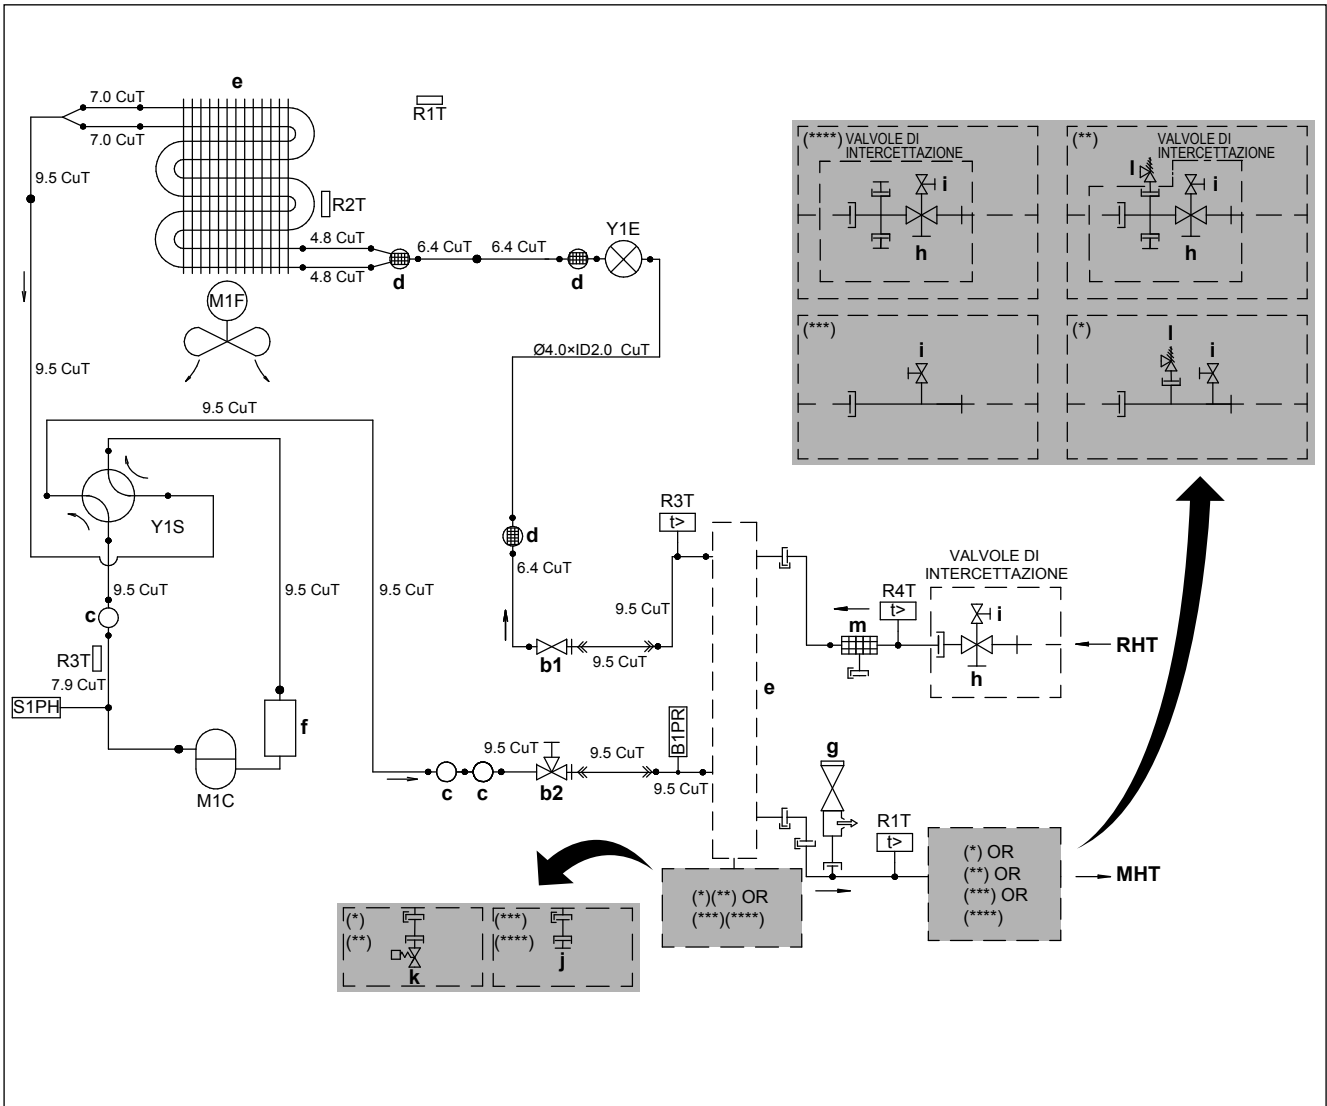 e
7.0 CuT
R1T
7.0 CuT
(****) VALVOLE DI
INTERCETTAZIONE
(**) VALVOLE DI
INTERCETTAZIONE
9.5 CuT
R2T
i
l
i
4.8 CuT
6.4 CuT
6.4 CuT
Y1E
h
h
4.8 CuT
d
d
M1F
(***)
(*)
Ø4.0×ID2.0 CuT
i
l
i
9.5 CuT
9.5 CuT
R3T
t>
Y1S
d
VALVOLE DI
INTERCETTAZIONE
6.4 CuT
9.5 CuT
9.5 CuT
9.5 CuT
9.5 CuT
R4T
t>
c
i
m
RHT
R3T
b1
9.5 CuT
h
7.9 CuT
e
S1PH
f
B1PR
g
9.5 CuT
9.5 CuT
M1C
c
c
b2
9.5 CuT
R1T
t>
(*) OR
(**) OR
(***) OR
(****)
MHT
(*)(**) OR
(***)(****)
(*)
(**)
k
(***)
(****)
j